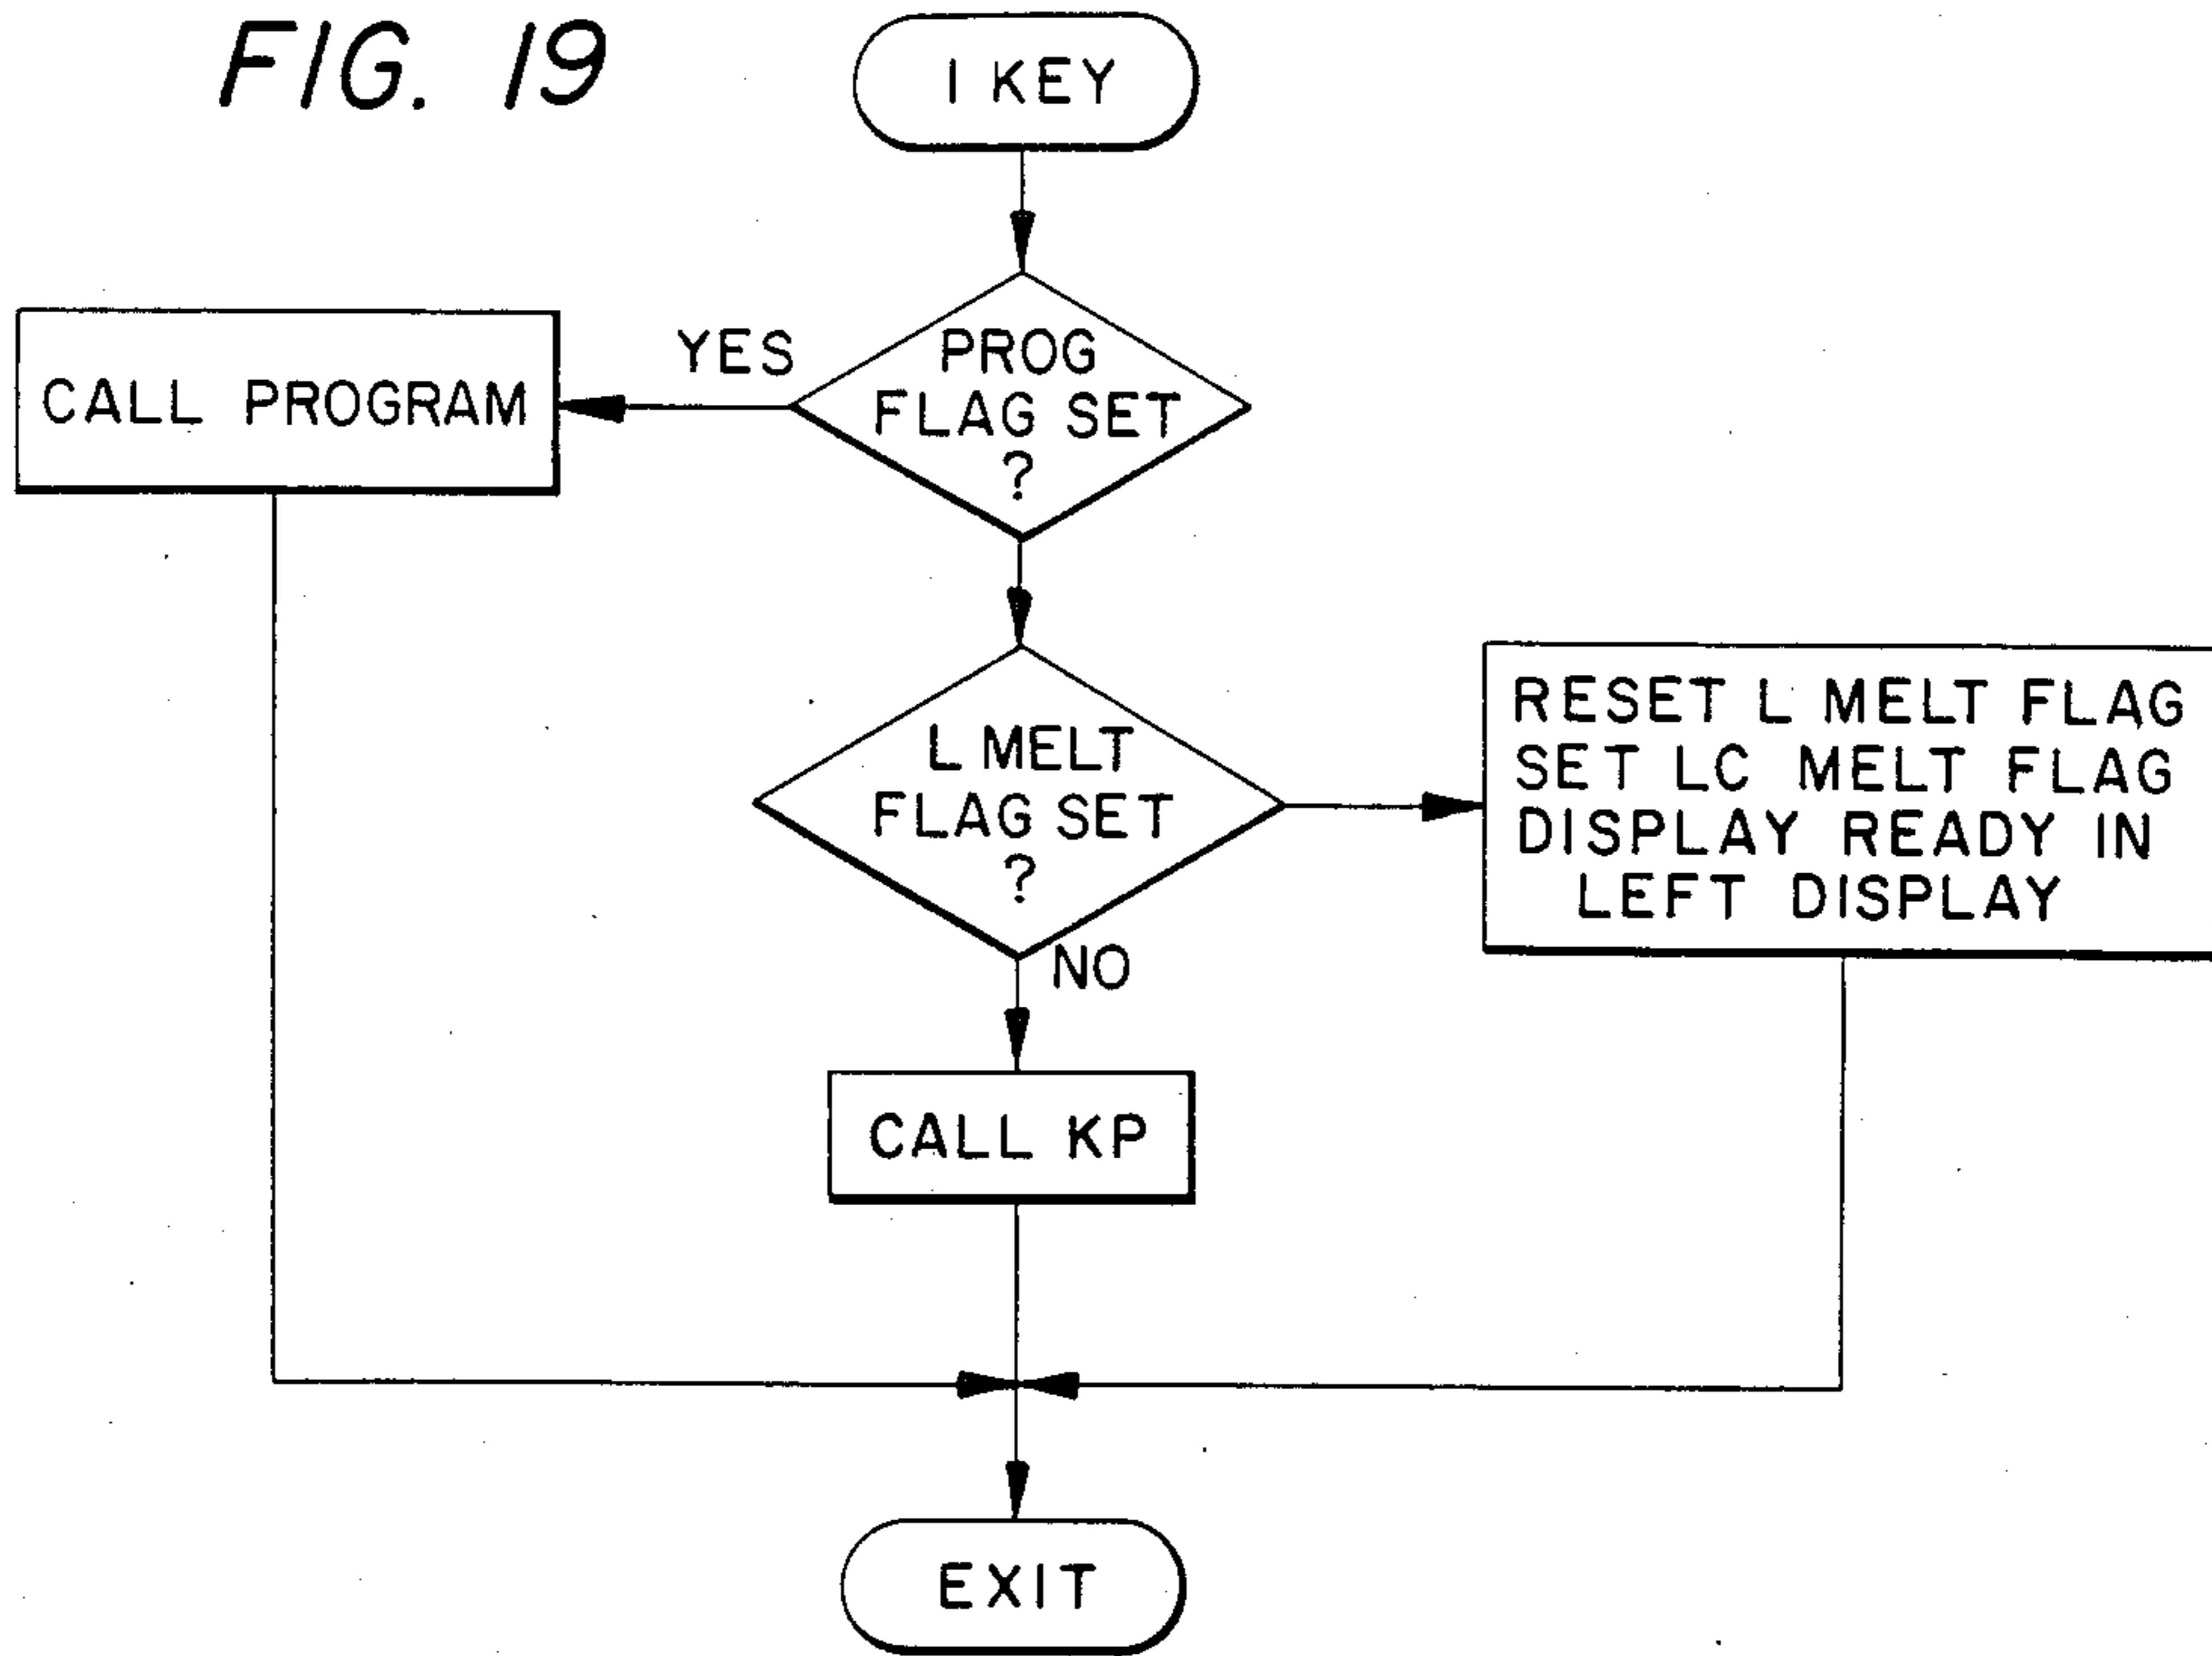 FIG. 19
I KEY
PROG
FLAG SET
?
YES
CALL PROGRAM
L MELT
FLAG SET
?
RESET L MELT FLAG
SET LC MELT FLAG
DISPLAY READY IN
LEFT DISPLAY
NO
CALL KP
EXIT